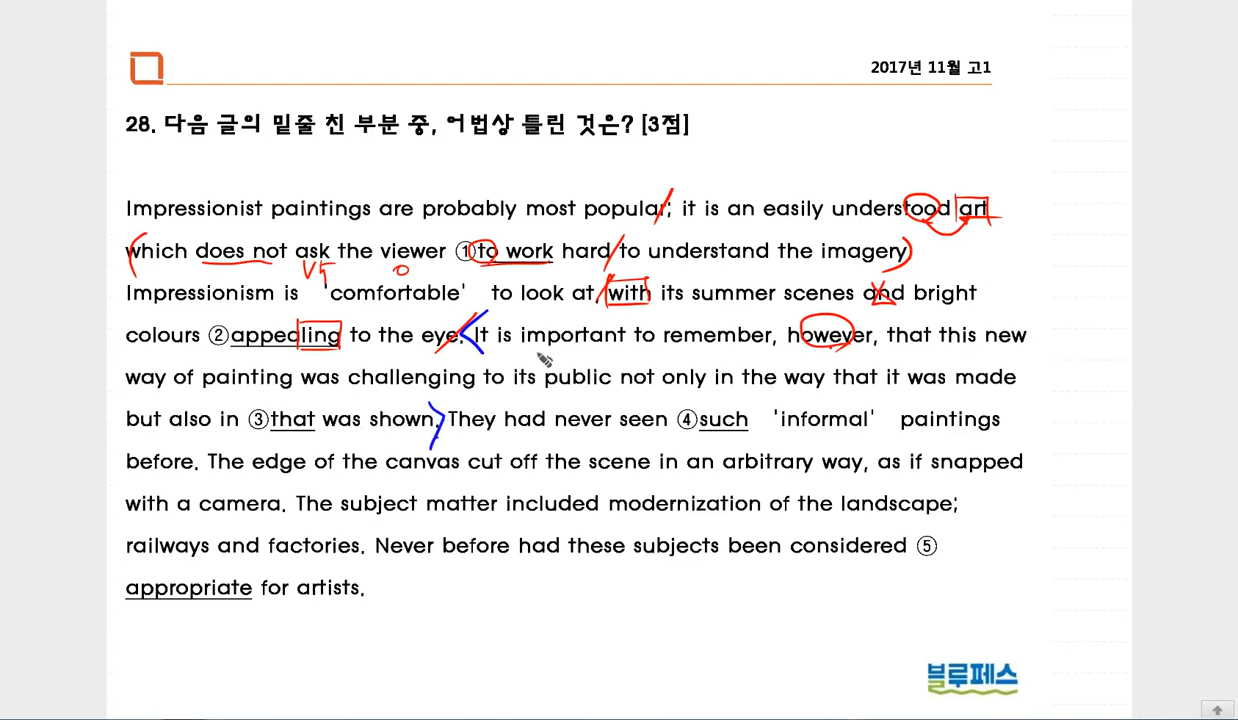 2017년 11월 고1
28. 다음 글의 밑줄 친 부분 중, 어법상 틀린 것은? [3점]
Impressionist paintings are probably most popular; it is an easily understood art
which does not ask the viewer ①to work hard to understand the imagery.
V5 o
Impressionism is 'comfortable' to look at, with its summer scenes and bright
colours ②appealing to the eye. It is important to remember, however, that this new
way of painting was challenging to its public not only in the way that it was made
but also in ③that was shown. They had never seen ④such 'informal' paintings
before. The edge of the canvas cut off the scene in an arbitrary way, as if snapped
with a camera. The subject matter included modernization of the landscape;
railways and factories. Never before had these subjects been considered ⑤
appropriate for artists.
블루페스